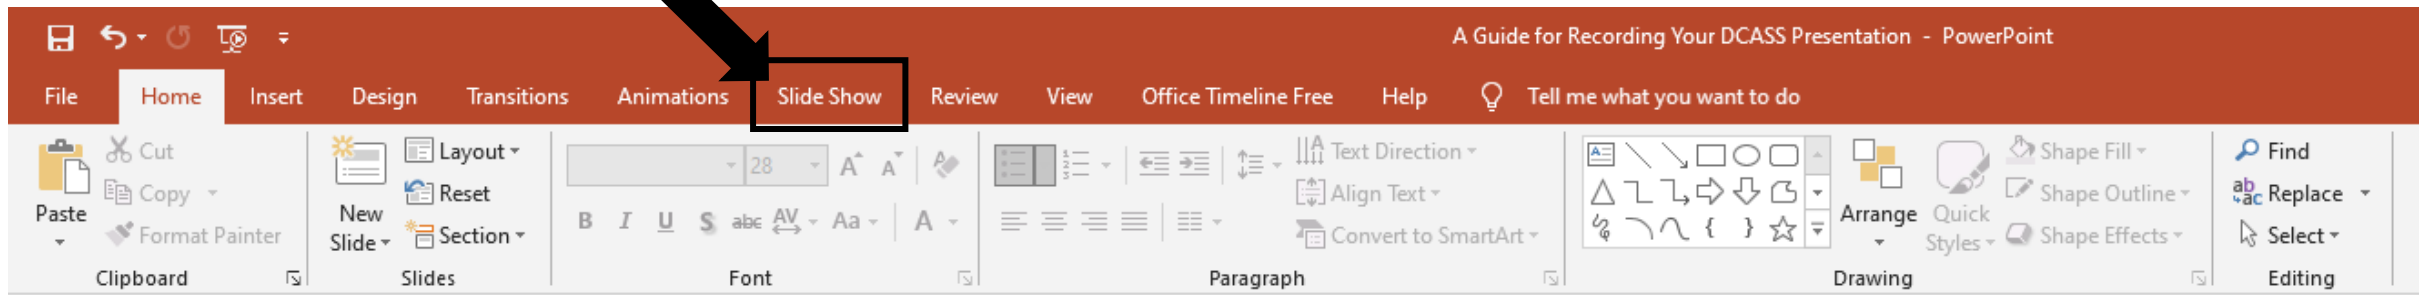 A Guide for Recording Your DCASS Presentation - PowerPoint
File Home Insert Design Transitions Animations Slide Show Review View Office Timeline Free Help Tell me what you want to do
Paste
Cut
Copy
Format Painter
Clipboard
New
Slide
Layout
Reset
Section
Slides
28 A A A
B I U S abc AV Aa A
Font
Text Direction
Align Text
Convert to SmartArt
Paragraph
Arrange
Quick
Styles
Shape Fill
Shape Outline
Shape Effects
Drawing
Find
Replace
Select
Editing